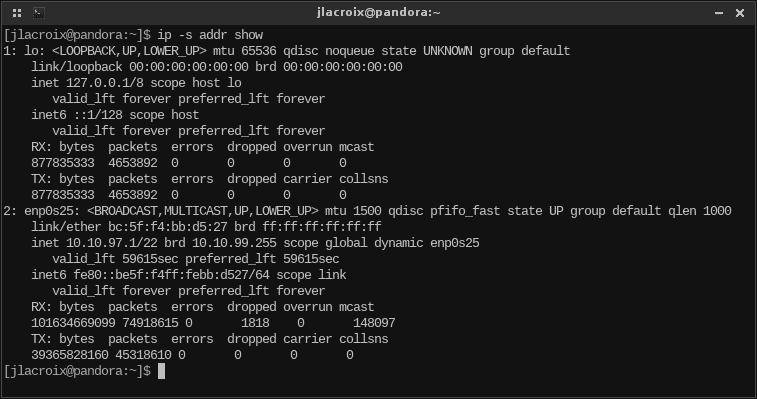 jlacroix@pandora:~
[jlacroix@pandora:~]$ ip -s addr show
1: lo: <LOOPBACK,UP,LOWER_UP> mtu 65536 qdisc noqueue state UNKNOWN group default
    link/loopback 00:00:00:00:00:00 brd 00:00:00:00:00:00
    inet 127.0.0.1/8 scope host lo
       valid_lft forever preferred_lft forever
    inet6 ::1/128 scope host
       valid_lft forever preferred_lft forever
    RX: bytes  packets  errors  dropped overrun mcast
    877835333  4653892  0       0       0       0
    TX: bytes  packets  errors  dropped carrier collsns
    877835333  4653892  0       0       0       0
2: enp0s25: <BROADCAST,MULTICAST,UP,LOWER_UP> mtu 1500 qdisc pfifo_fast state UP group default qlen 1000
    link/ether bc:5f:f4:bb:d5:27 brd ff:ff:ff:ff:ff:ff
    inet 10.10.97.1/22 brd 10.10.99.255 scope global dynamic enp0s25
       valid_lft 59615sec preferred_lft 59615sec
    inet6 fe80::be5f:f4ff:febb:d527/64 scope link
       valid_lft forever preferred_lft forever
    RX: bytes  packets  errors  dropped overrun mcast
    101634669099 74918615 0       1818    0       148097
    TX: bytes  packets  errors  dropped carrier collsns
    39365828160 45318610 0       0       0       0
[jlacroix@pandora:~]$